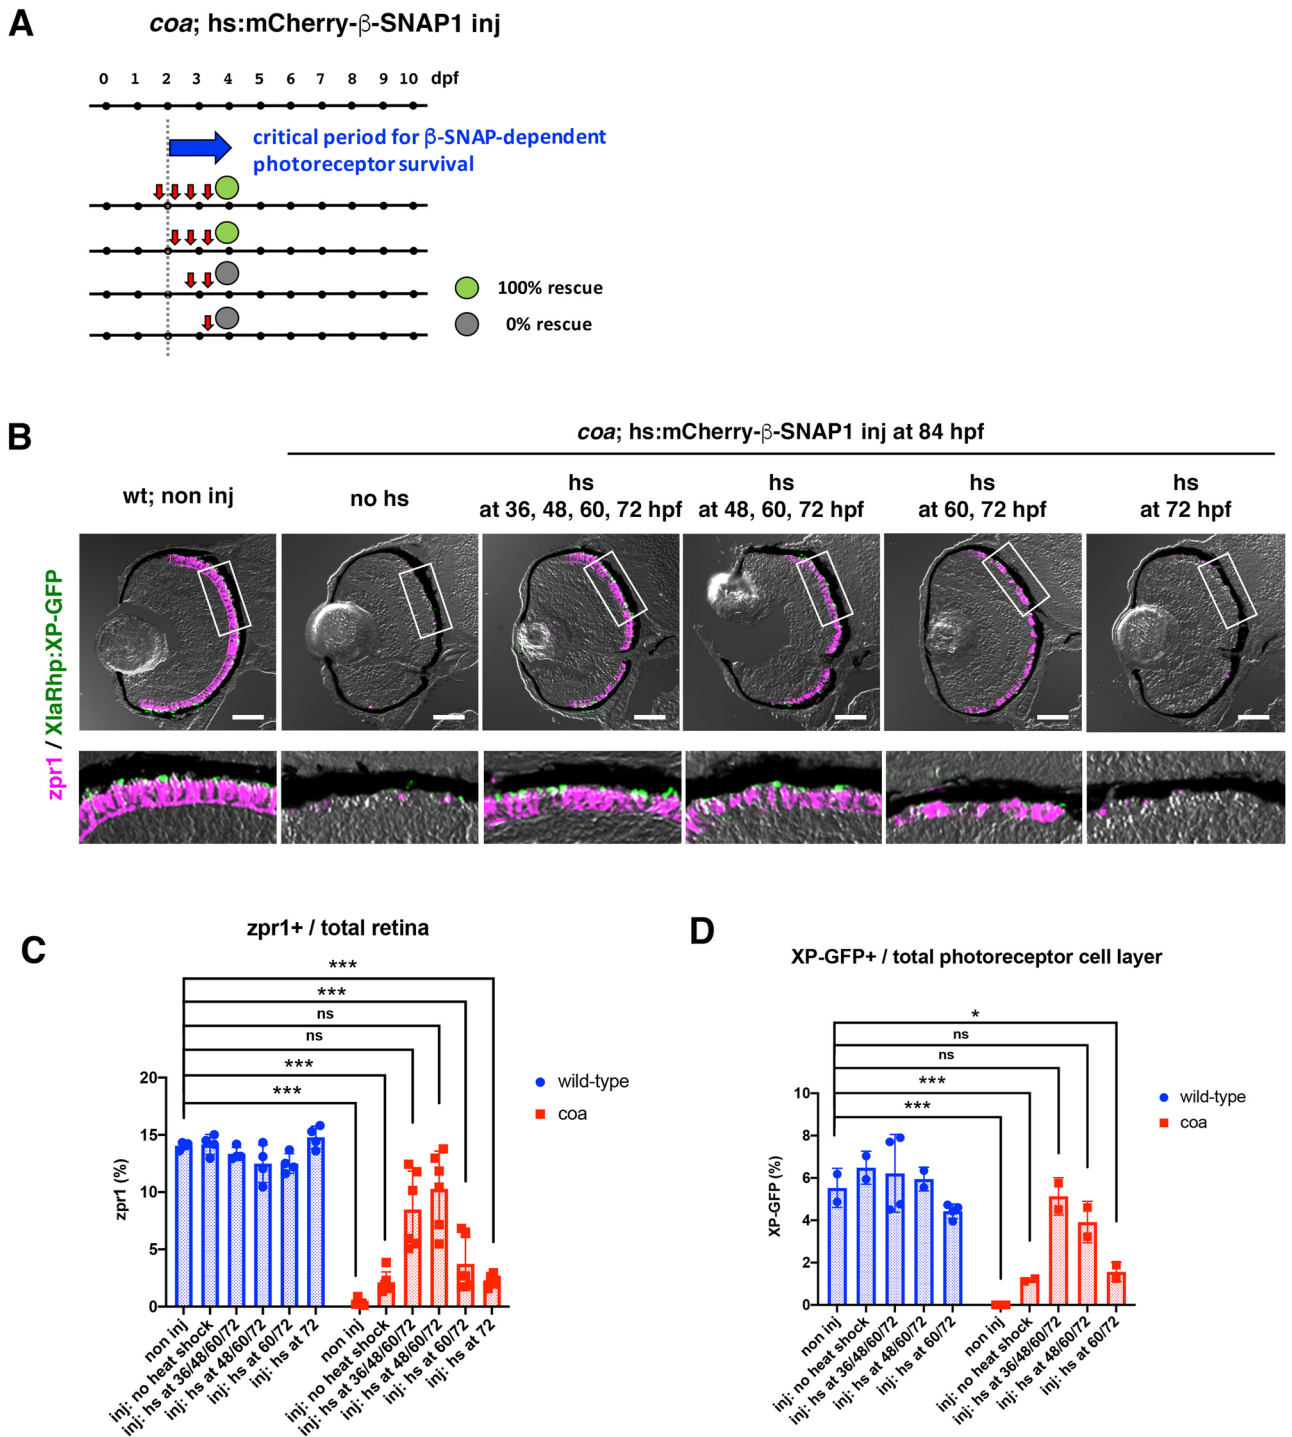 A
coa; hs:mCherry-β-SNAP1 inj
0 1 2 3 4 5 6 7 8 9 10 dpf
critical period for β-SNAP-dependent
photoreceptor survival
100% rescue
0% rescue
B
coa; hs:mCherry-β-SNAP1 inj at 84 hpf
wt; non inj
no hs
hs
at 36, 48, 60, 72 hpf
hs
at 48, 60, 72 hpf
hs
at 60, 72 hpf
hs
at 72 hpf
zpr1 / XlaRhp:XP-GFP
C
zpr1+ / total retina
***
***
ns
ns
***
***
wild-type
coa
20
15
10
5
0
zpr1 (%)
non inj
inj: no heat shock
inj: hs at 36/48/60/72
inj: hs at 48/60/72
inj: hs at 60/72
inj: hs at 72
non inj
inj: no heat shock
inj: hs at 36/48/60/72
inj: hs at 48/60/72
inj: hs at 60/72
inj: hs at 72
D
XP-GFP+ / total photoreceptor cell layer
*
ns
ns
***
***
wild-type
coa
10
8
6
4
2
0
XP-GFP (%)
non inj
inj: no heat shock
inj: hs at 36/48/60/72
inj: hs at 48/60/72
inj: hs at 60/72
non inj
inj: no heat shock
inj: hs at 36/48/60/72
inj: hs at 48/60/72
inj: hs at 60/72